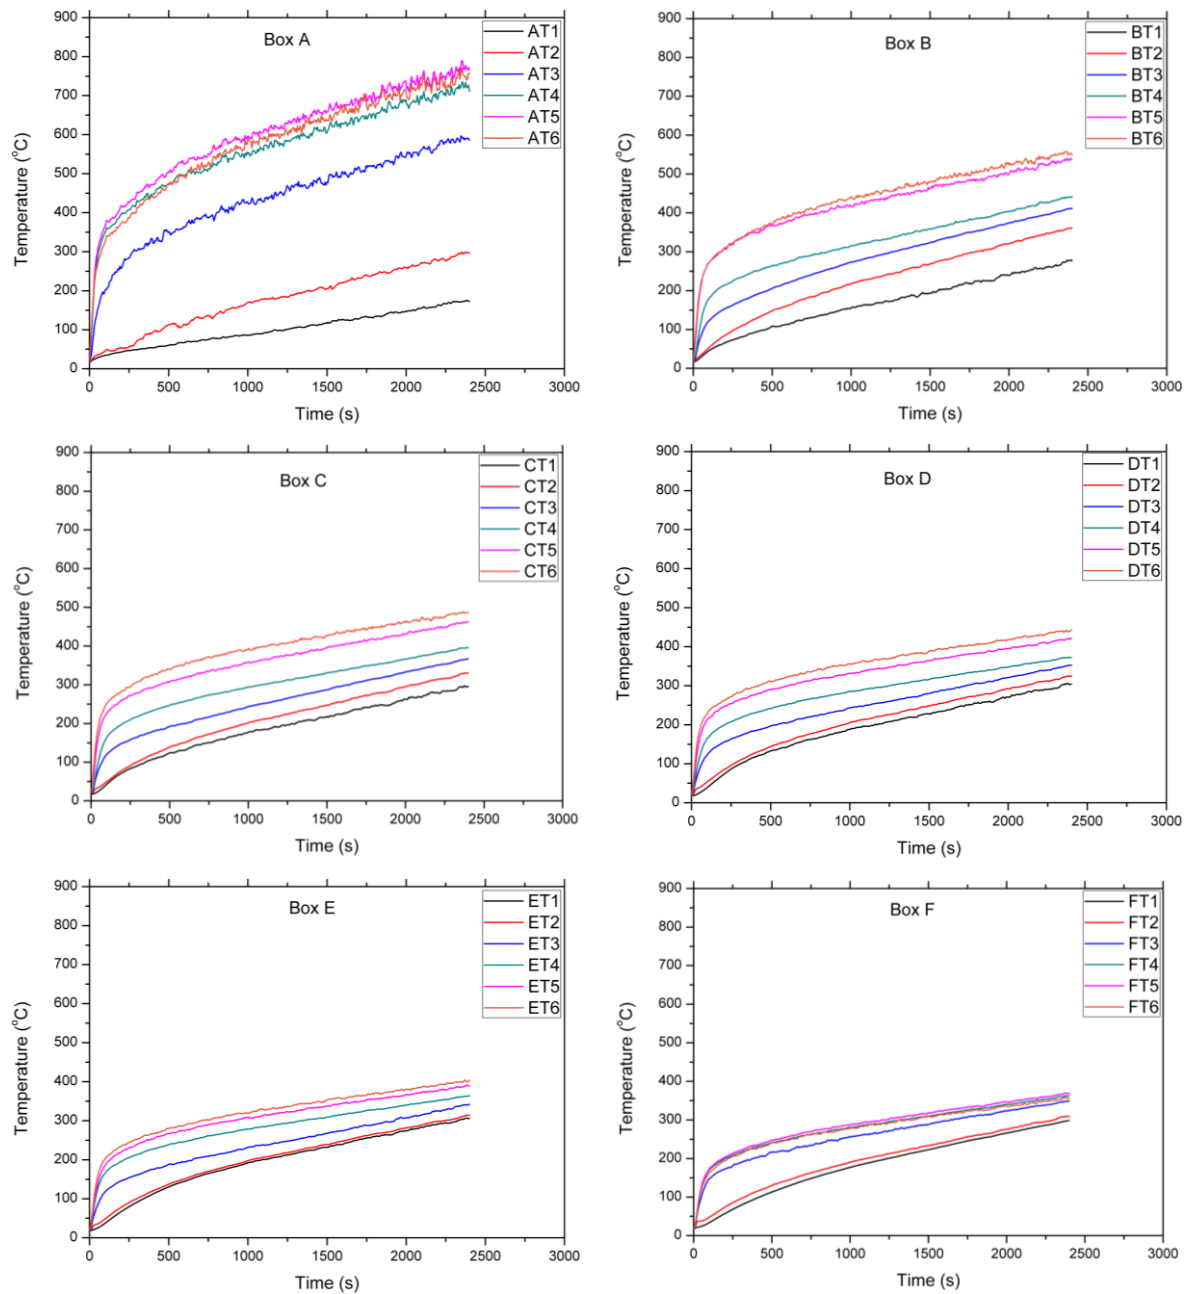 Box A
AT1
AT2
AT3
AT4
AT5
AT6
Temperature (°C)
900
800
700
600
500
400
300
200
100
0
0 500 1000 1500 2000 2500 3000
Time (s)
Box B
BT1
BT2
BT3
BT4
BT5
BT6
Temperature (°C)
900
800
700
600
500
400
300
200
100
0
0 500 1000 1500 2000 2500 3000
Time (s)
Box C
CT1
CT2
CT3
CT4
CT5
CT6
Temperature (°C)
900
800
700
600
500
400
300
200
100
0
0 500 1000 1500 2000 2500 3000
Time (s)
Box D
DT1
DT2
DT3
DT4
DT5
DT6
Temperature (°C)
900
800
700
600
500
400
300
200
100
0
0 500 1000 1500 2000 2500 3000
Time (s)
Box E
ET1
ET2
ET3
ET4
ET5
ET6
Temperature (°C)
900
800
700
600
500
400
300
200
100
0
0 500 1000 1500 2000 2500 3000
Time (s)
Box F
FT1
FT2
FT3
FT4
FT5
FT6
Temperature (°C)
900
800
700
600
500
400
300
200
100
0
0 500 1000 1500 2000 2500 3000
Time (s)